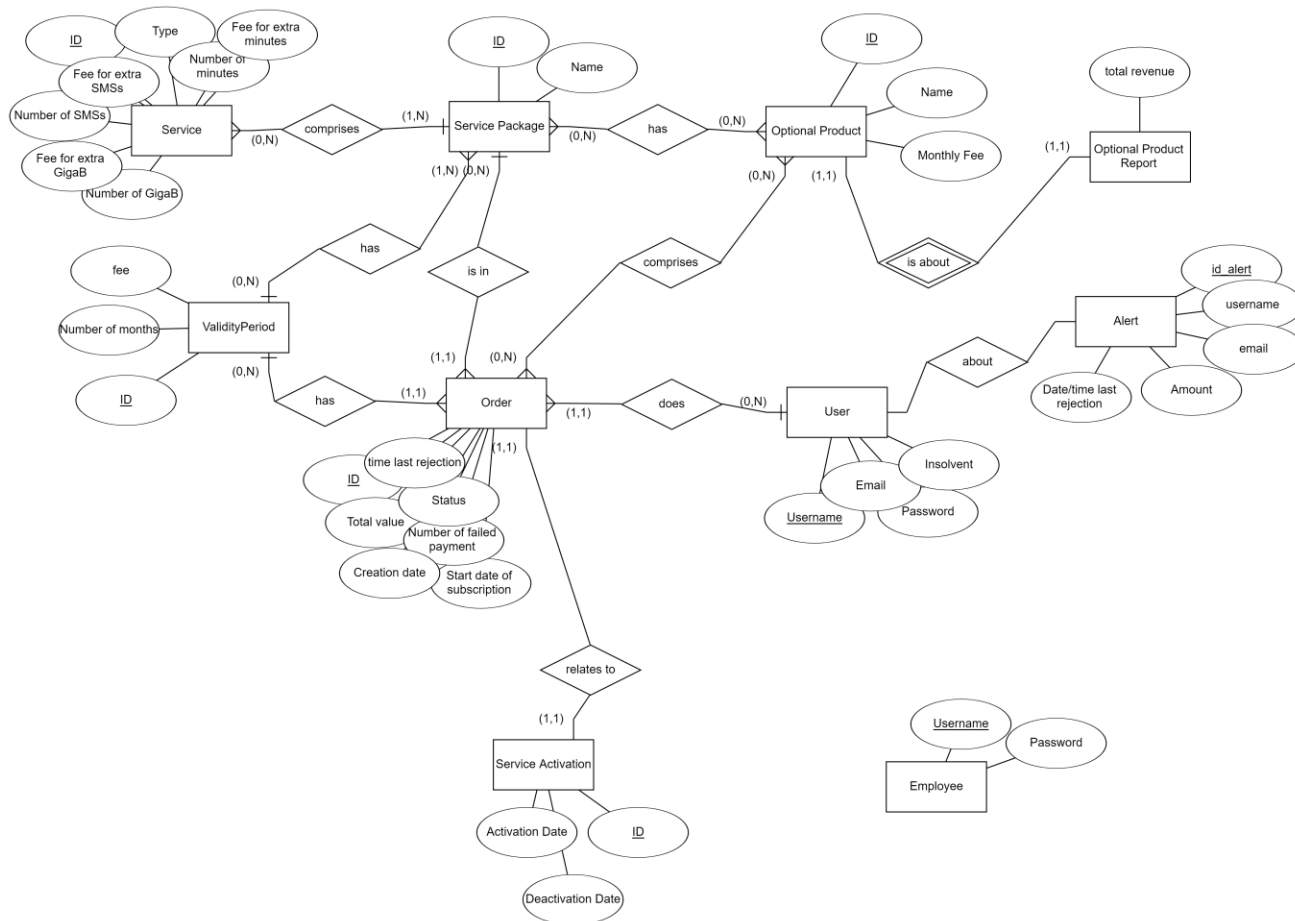 ID
Type
Fee for extra
minutes
Fee for extra
SMSs
Number of
minutes
Number of SMSs
Service
Fee for extra
GigaB
Number of GigaB
(0,N)
comprises
(1,N)
ID
Name
Service Package
(1,N)
(0,N)
(0,N)
has
(0,N)
ID
Name
Optional Product
Monthly Fee
(0,N)
(1,1)
total revenue
(1,1)
Optional Product
Report
is about
has
is in
comprises
fee
(0,N)
Number of months
ValidityPeriod
ID
(0,N)
has
(1,1)
(1,1)
(0,N)
Order
(1,1)
(1,1)
does
(0,N)
User
about
id_alert
username
Alert
email
Date/time last
rejection
Amount
Insolvent
Email
Password
Username
time last rejection
ID
Status
Total value
Number of failed
payment
Creation date
Start date of
subscription
relates to
(1,1)
Service Activation
Activation Date
ID
Deactivation Date
Username
Password
Employee